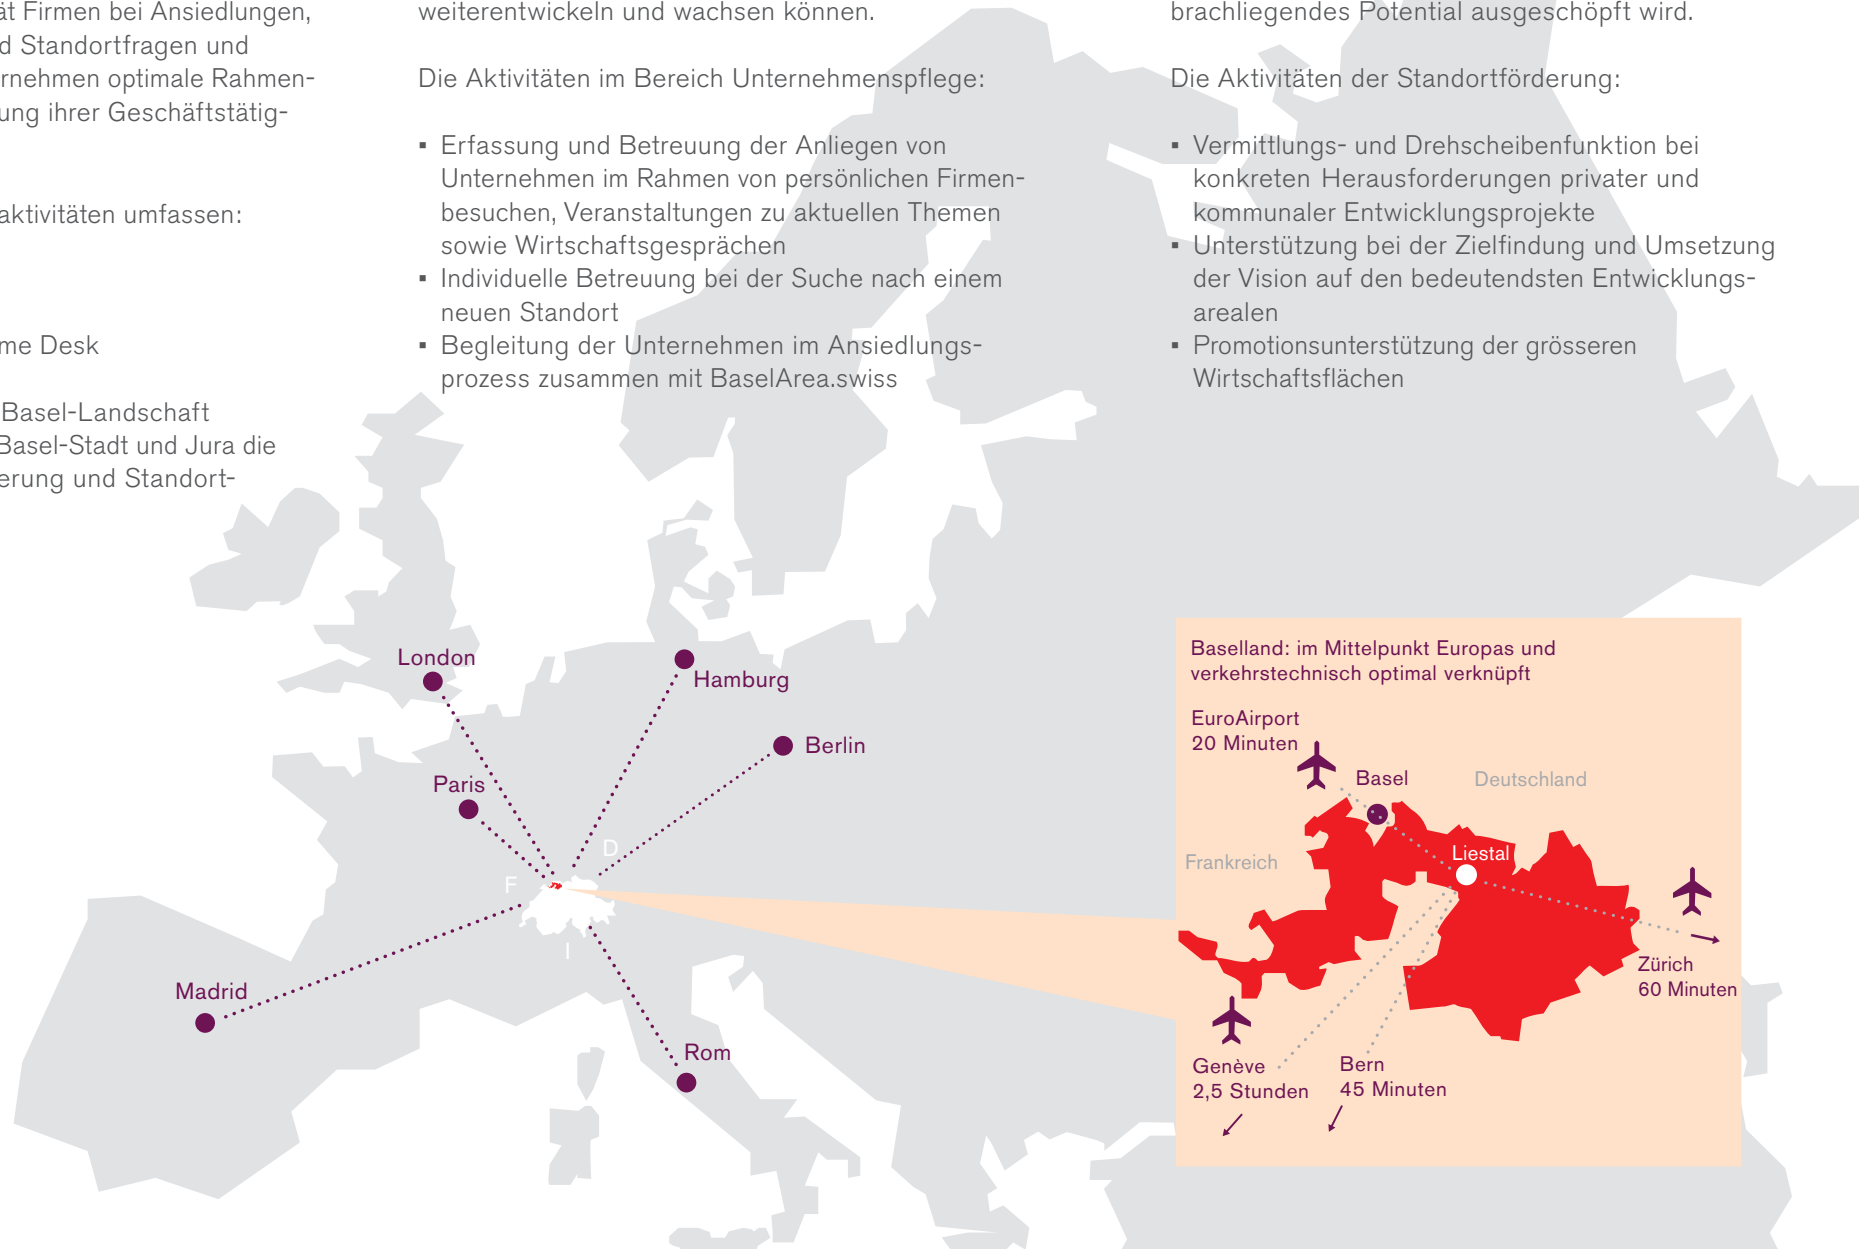 ät Firmen bei Ansiedlungen,
d Standortfragen und
rnehmen optimale Rahmen-
ung ihrer Geschäftstätig-
aktivitäten umfassen:
me Desk
Basel-Landschaft
Basel-Stadt und Jura die
erung und Standort-
weiterentwickeln und wachsen können.
Die Aktivitäten im Bereich Unternehmenspflege:
▪ Erfassung und Betreuung der Anliegen von
Unternehmen im Rahmen von persönlichen Firmen-
besuchen, Veranstaltungen zu aktuellen Themen
sowie Wirtschaftsgesprächen
▪ Individuelle Betreuung bei der Suche nach einem
neuen Standort
▪ Begleitung der Unternehmen im Ansiedlungs-
prozess zusammen mit BaselArea.swiss
brachliegendes Potential ausgeschöpft wird.
Die Aktivitäten der Standortförderung:
▪ Vermittlungs- und Drehscheibenfunktion bei
konkreten Herausforderungen privater und
kommunaler Entwicklungsprojekte
▪ Unterstützung bei der Zielfindung und Umsetzung
der Vision auf den bedeutendsten Entwicklungs-
arealen
▪ Promotionsunterstützung der grösseren
Wirtschaftsflächen
London
Hamburg
Berlin
Paris
D
F
I
Madrid
Rom
Baselland: im Mittelpunkt Europas und
verkehrstechnisch optimal verknüpft
EuroAirport
20 Minuten
Basel
Deutschland
Frankreich
Liestal
Zürich
60 Minuten
Genève
2,5 Stunden
Bern
45 Minuten